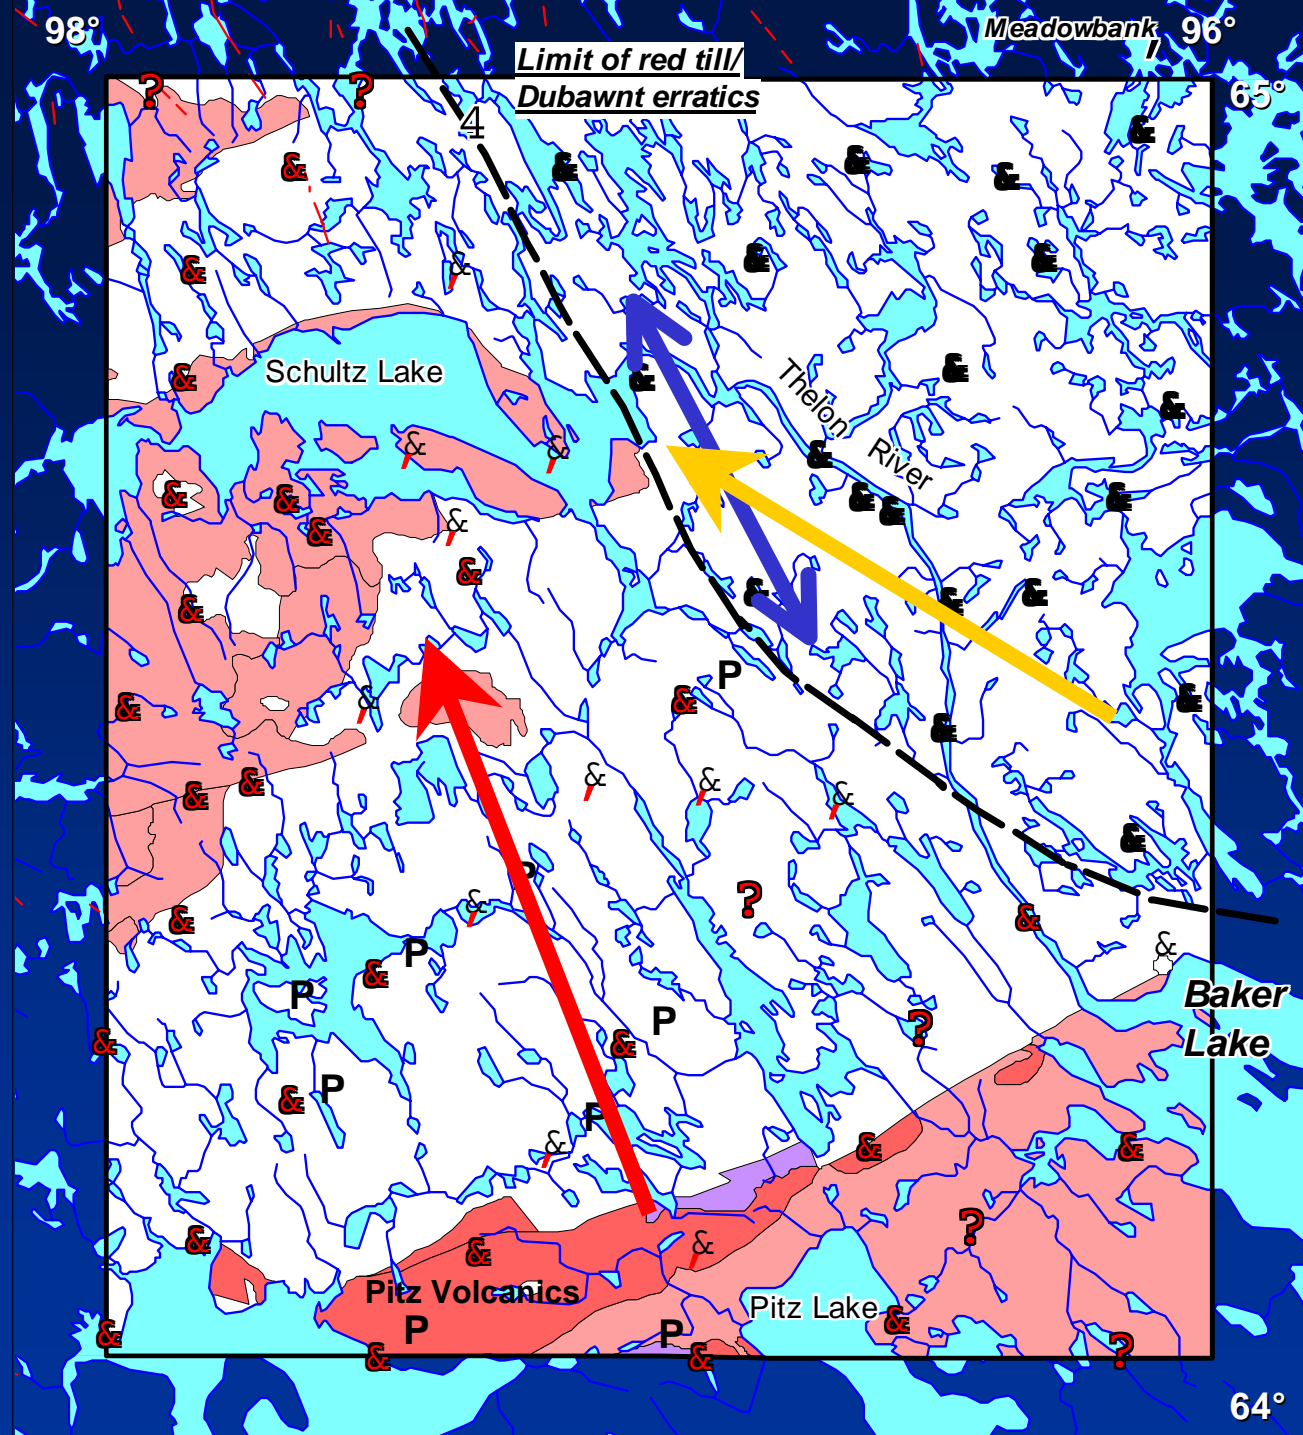 98°
Meadowbank
96°
Limit of red till/
Dubawnt erratics
65°
4
Schultz Lake
Thelon
River
P
P
P
P
P
P
P
Baker
Lake
Pitz Volcanics
Pitz Lake
P
P
64°